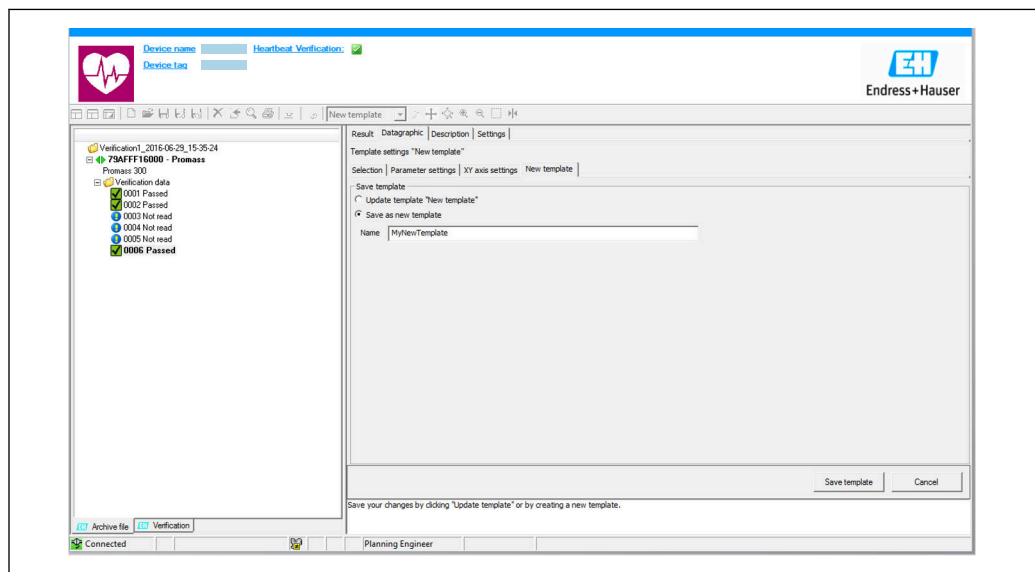 Device name Heartbeat Verification:
Device tag
Endress+Hauser
New template
Result Datagraphic Description Settings
Verification1_2016-06-29_15-35-24
79AFFF16000 - Promass
Promass 300
Verification data
0001 Passed
0002 Passed
0003 Not read
0004 Not read
0005 Not read
0006 Passed
Template settings "New template"
Selection Parameter settings XY axis settings New template
Save template
Update template "New template"
Save as new template
Name MyNewTemplate
Save template Cancel
Save your changes by clicking "Update template" or by creating a new template.
Archive file Verification
Connected Planning Engineer